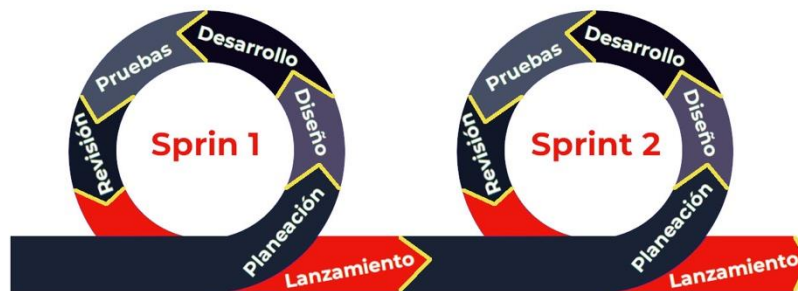 Desarrollo
Pruebas
Diseño
Sprin 1
Revisión
Planeación
Lanzamiento
Desarrollo
Pruebas
Diseño
Sprint 2
Revisión
Planeación
Lanzamiento